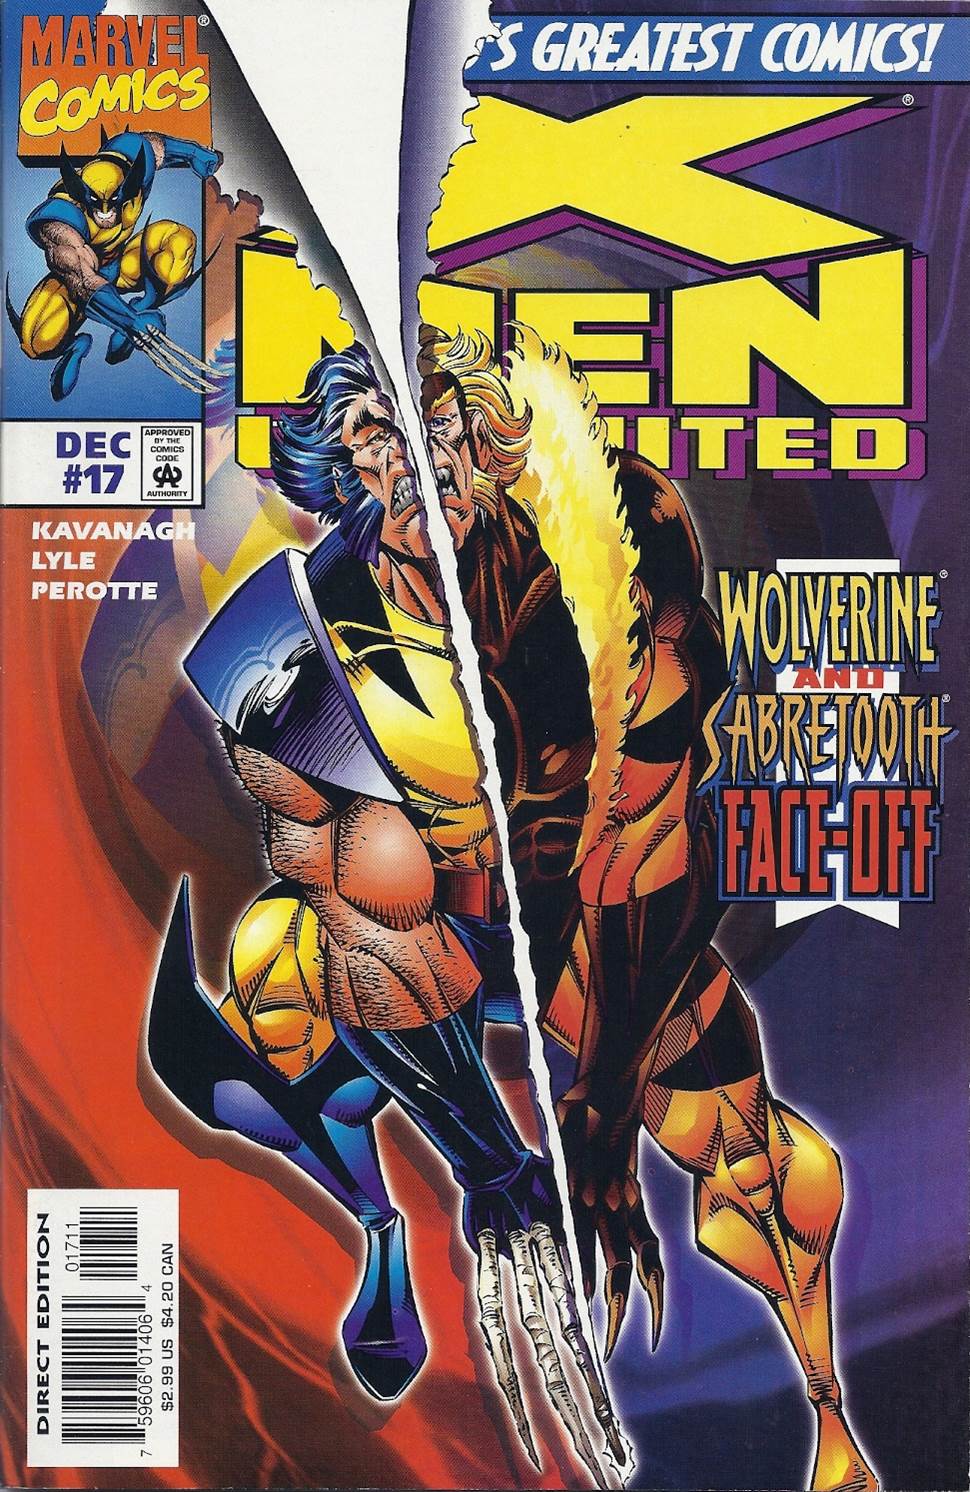 MARVEL®
COMICS
'S GREATEST COMICS!
X®
MEN
DEC
#17
APPROVED
BY THE
COMICS
CODE
CA
AUTHORITY
KAVANAGH
LYLE
PEROTTE
WOLVERINE®
AND
SABRETOOTH®
FACE-OFF
DIRECT EDITION
01711
7 59606 01406 4
$2.99 US $4.20 CAN